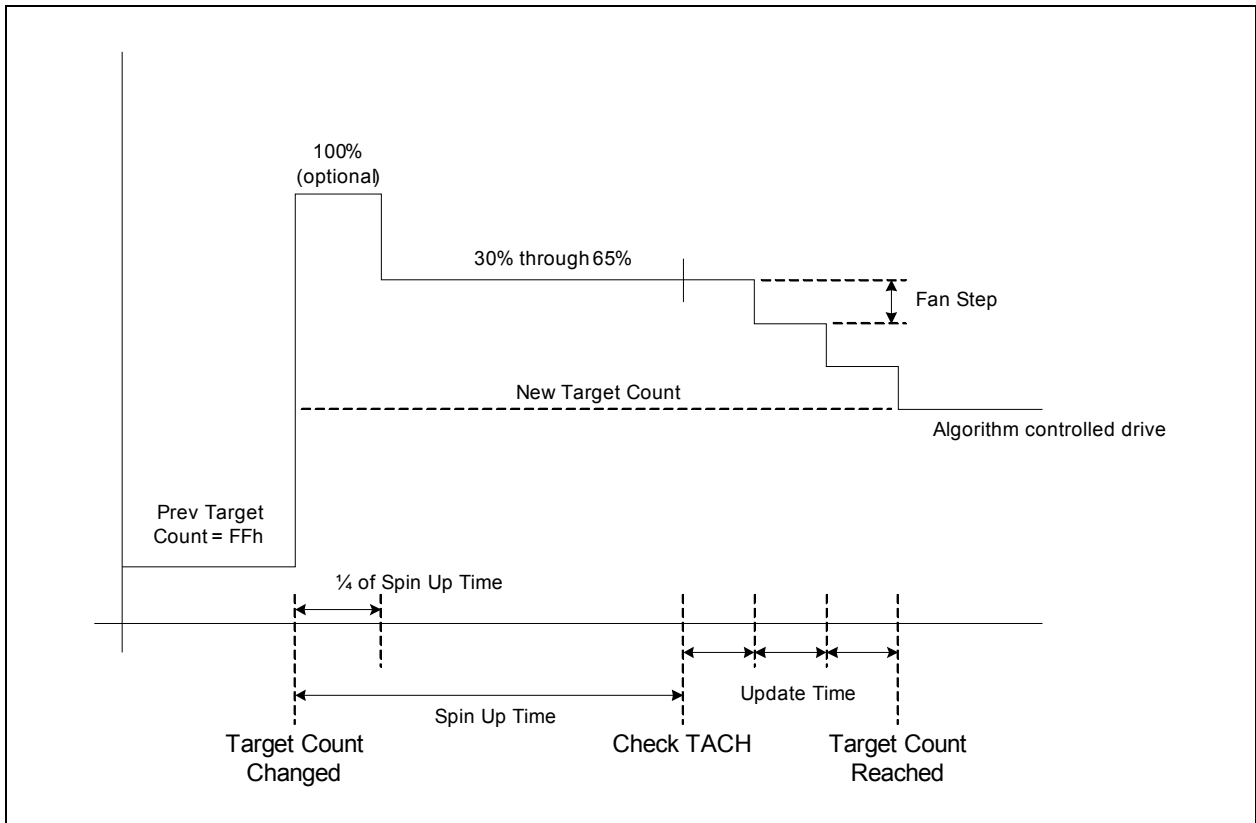 100%
(optional)
30% through 65%
Fan Step
New Target Count
Algorithm controlled drive
Prev Target
Count = FFh
¼ of Spin Up Time
Update Time
Spin Up Time
Target Count
Changed
Check TACH
Target Count
Reached